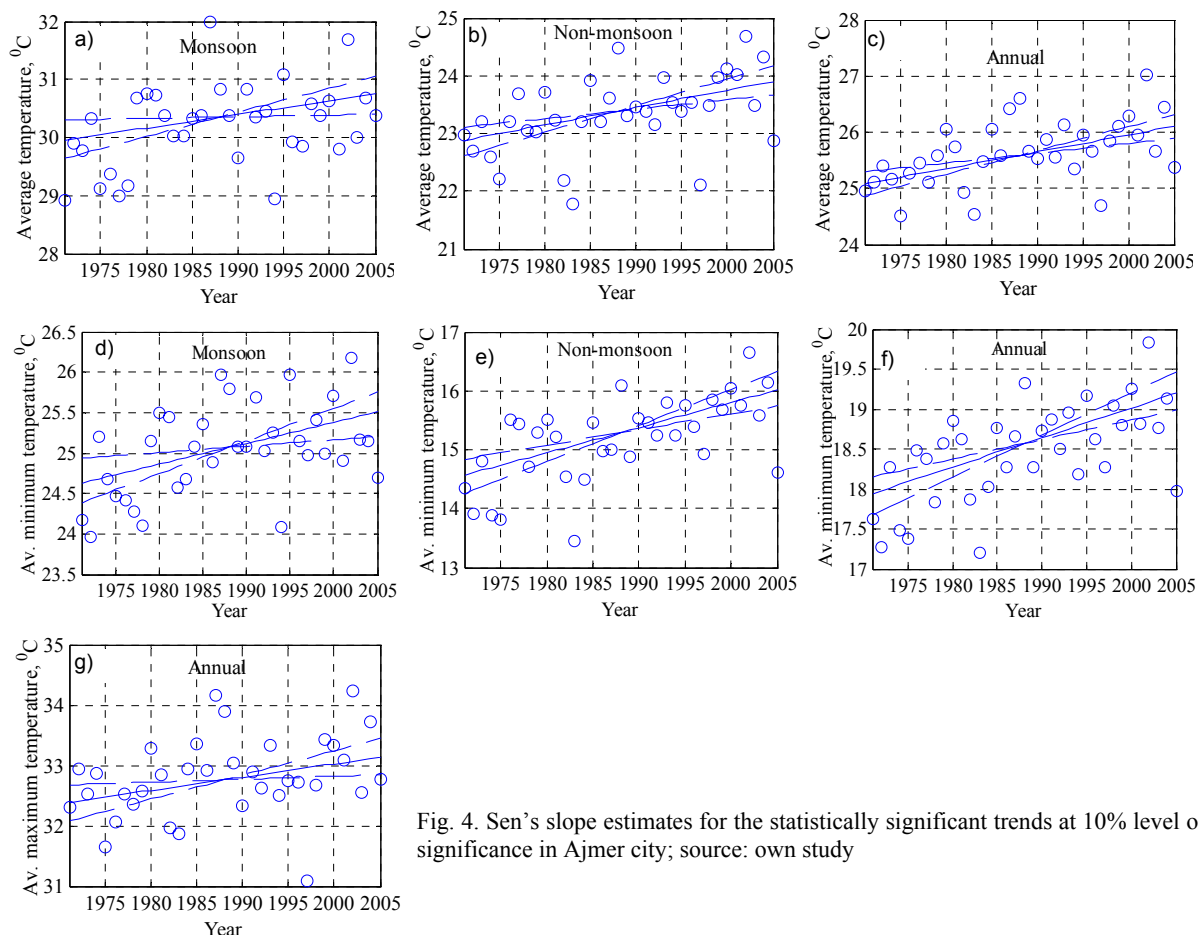 a)
Monsoon
Average temperature, ⁰C
32
31
30
29
28
1975 1980 1985 1990 1995 2000 2005
Year
b)
Non-monsoon
Average temperature, ⁰C
25
24
23
22
21
1975 1980 1985 1990 1995 2000 2005
Year
c)
Annual
Average temperature, ⁰C
28
27
26
25
24
1975 1980 1985 1990 1995 2000 2005
Year
d)
Monsoon
Av. minimum temperature, ⁰C
26.5
26
25.5
25
24.5
24
23.5
1975 1980 1985 1990 1995 2000 2005
Year
e)
Non-monsoon
Av. minimum temperature, ⁰C
17
16
15
14
13
1975 1980 1985 1990 1995 2000 2005
Year
f)
Annual
Av. minimum temperature, ⁰C
20
19.5
19
18.5
18
17.5
17
1975 1980 1985 1990 1995 2000 2005
Year
g)
Annual
Av. maximum temperature, ⁰C
35
34
33
32
31
1975 1980 1985 1990 1995 2000 2005
Year
Fig. 4. Sen’s slope estimates for the statistically significant trends at 10% level o
significance in Ajmer city; source: own study